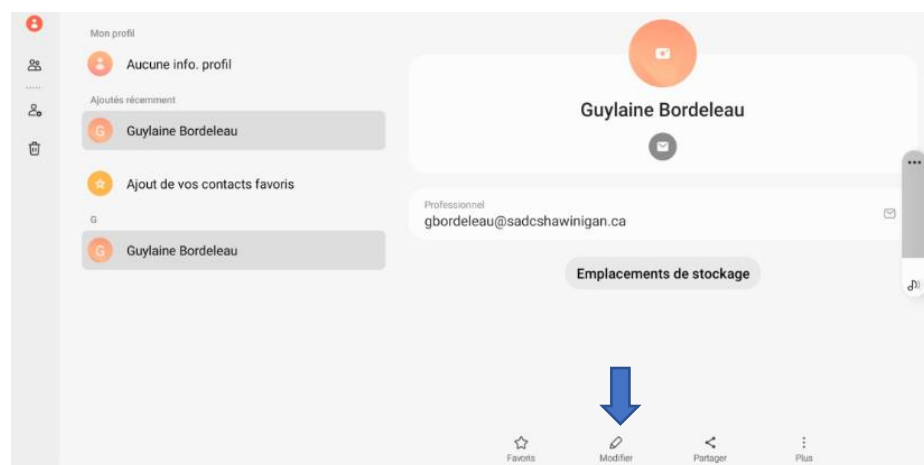 Mon profil
Aucune info. profil
Ajoutés récemment
G Guylaine Bordeleau
Ajout de vos contacts favoris
G
G Guylaine Bordeleau
Guylaine Bordeleau
Professionnel
gbordeleau@sadcshawinigan.ca
Emplacements de stockage
Favoris Modifier Partager Plus